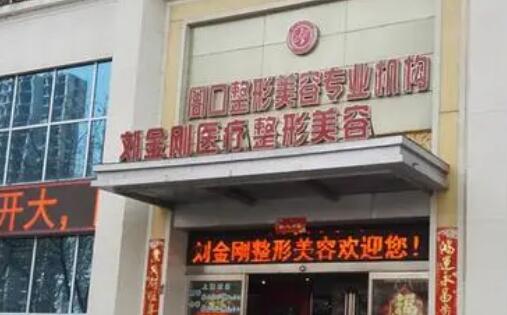 周口整形美容专业机构
刘金刚医疗整形美容
开大，
刘金刚整形美容欢迎您！
福